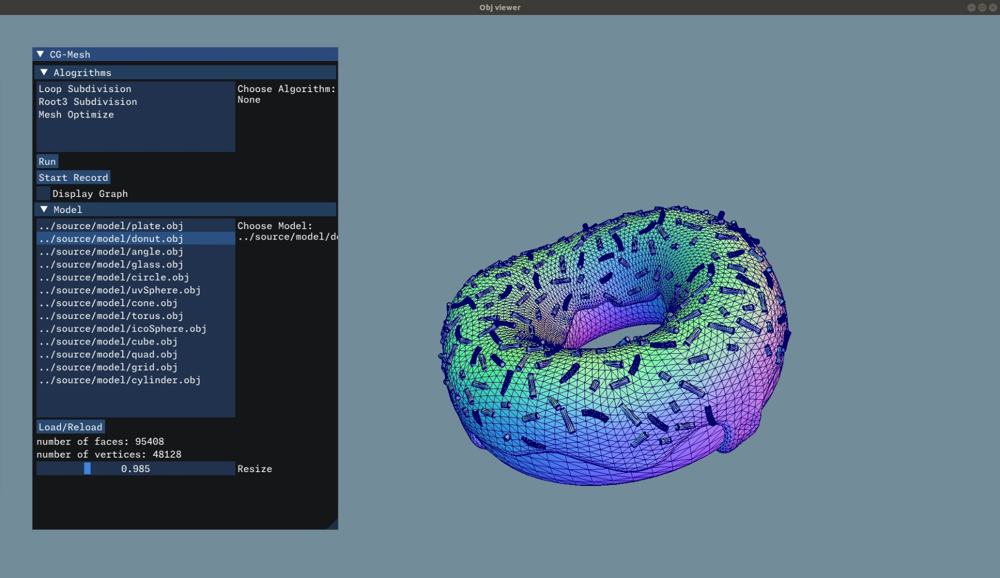 Obj viewer
CG-Mesh
Alogrithms
Loop Subdivision
Root3 Subdivision
Mesh Optimize
Choose Algorithm:
None
Run
Start Record
Display Graph
Model
../source/model/plate.obj
../source/model/donut.obj
../source/model/angle.obj
../source/model/glass.obj
../source/model/circle.obj
../source/model/uvSphere.obj
../source/model/cone.obj
../source/model/torus.obj
../source/model/icoSphere.obj
../source/model/cube.obj
../source/model/quad.obj
../source/model/grid.obj
../source/model/cylinder.obj
Choose Model:
../source/model/d
Load/Reload
number of faces: 95408
number of vertices: 48128
0.985 Resize